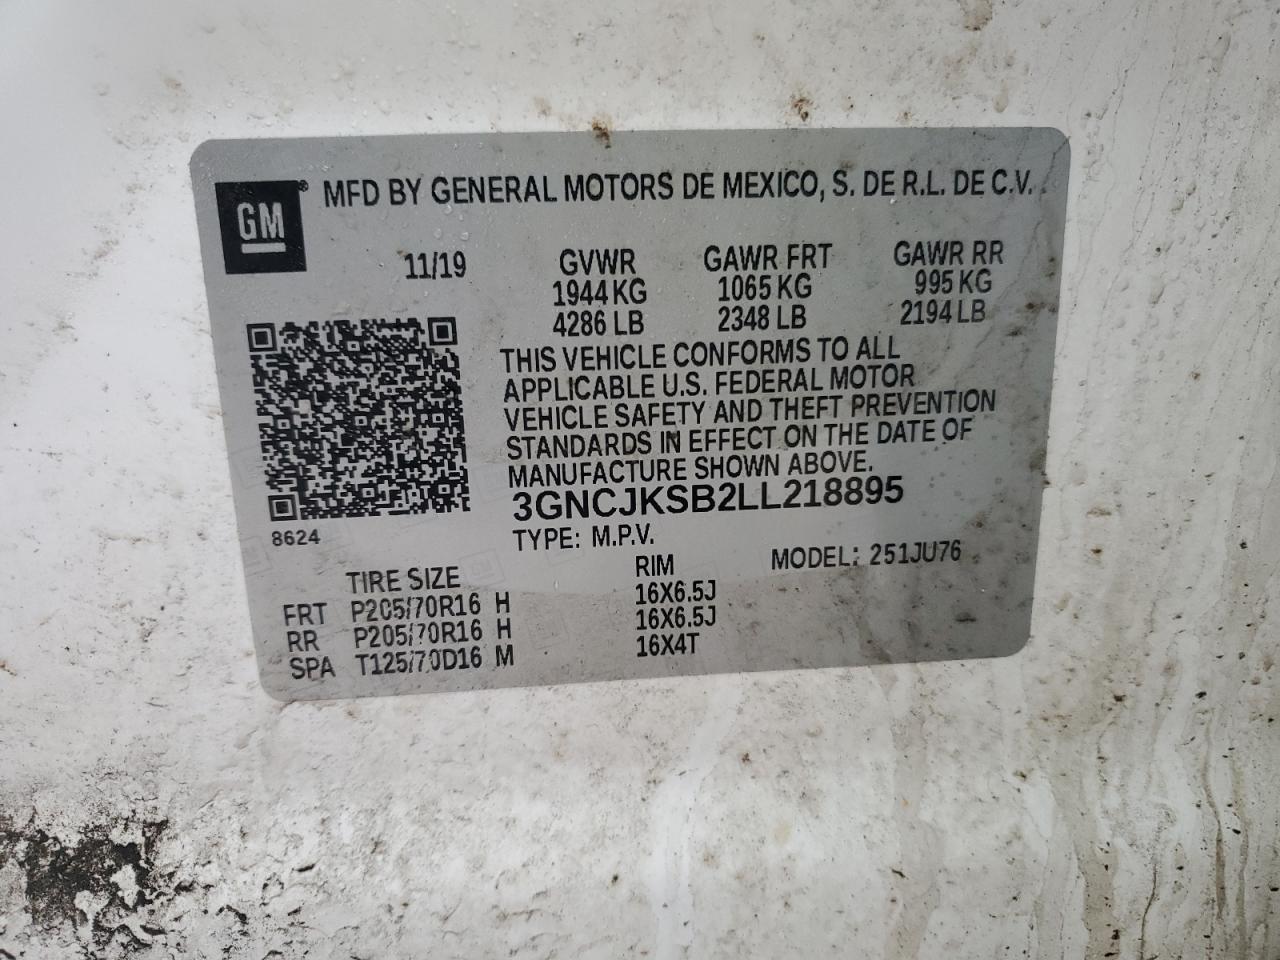 GM ® MFD BY GENERAL MOTORS DE MEXICO, S. DE R.L. DE C.V.
11/19 GVWR GAWR FRT GAWR RR
1944 KG 1065 KG 995 KG
4286 LB 2348 LB 2194 LB
THIS VEHICLE CONFORMS TO ALL
APPLICABLE U.S. FEDERAL MOTOR
VEHICLE SAFETY AND THEFT PREVENTION
STANDARDS IN EFFECT ON THE DATE OF
MANUFACTURE SHOWN ABOVE.
3GNCJKSB2LL218895
8624
TYPE: M.P.V.
MODEL: 251JU76
TIRE SIZE RIM
FRT P205/70R16 H 16X6.5J
RR P205/70R16 H 16X6.5J
SPA T125/70D16 M 16X4T